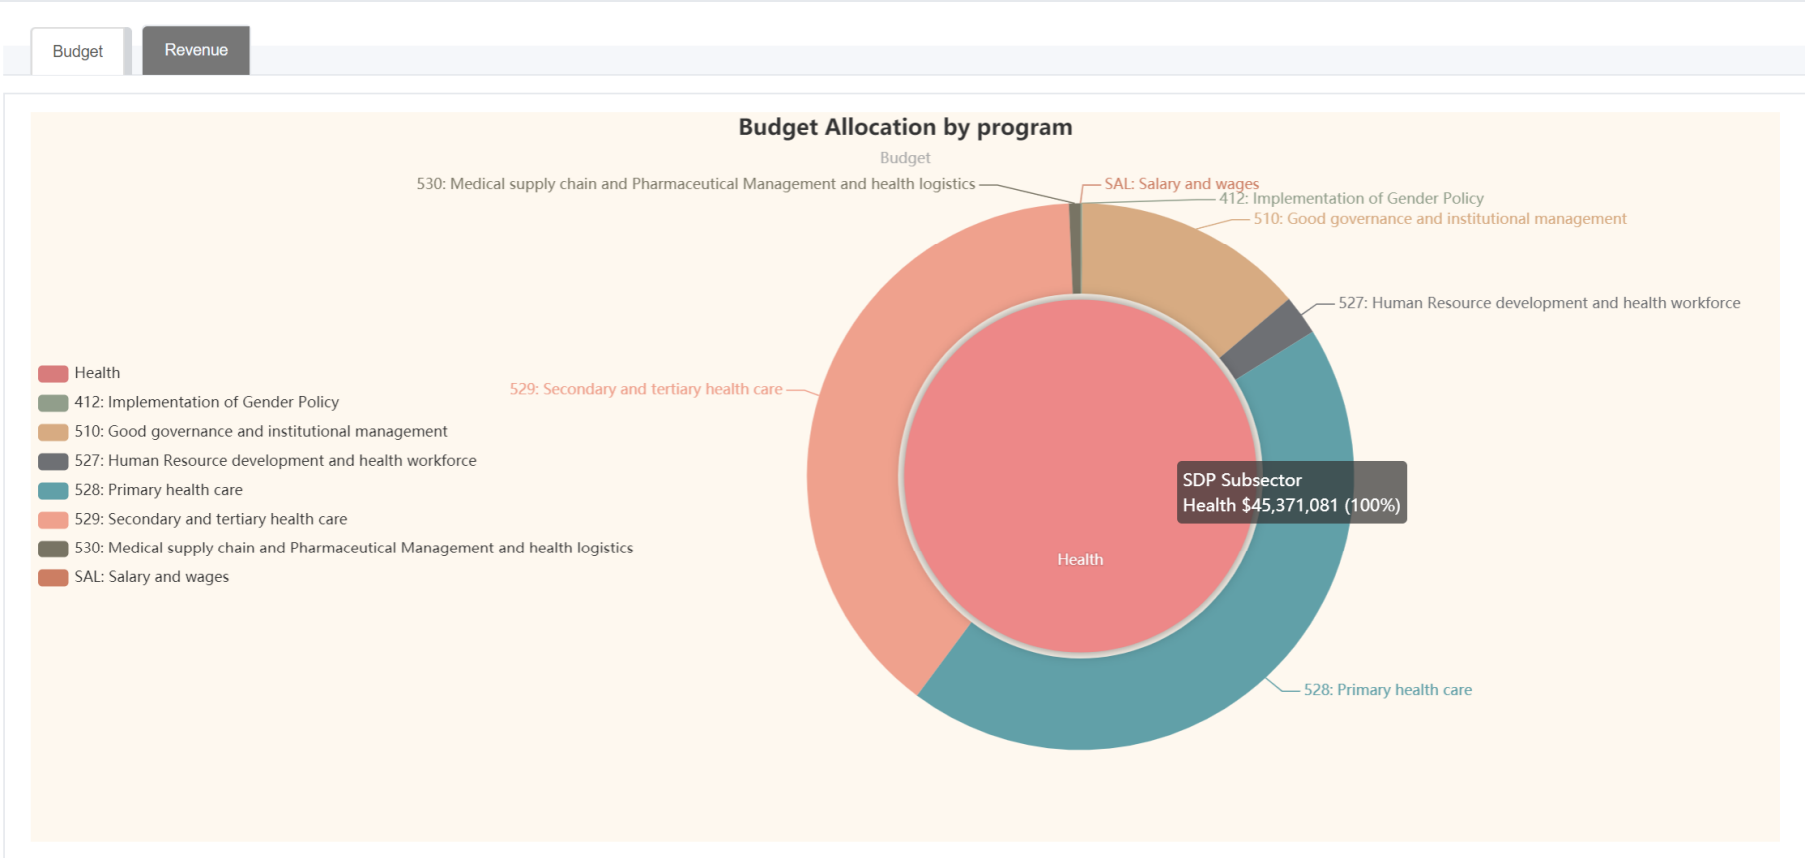 Budget
Revenue
Budget Allocation by program
Budget
530: Medical supply chain and Pharmaceutical Management and health logistics
SAL: Salary and wages
412: Implementation of Gender Policy
510: Good governance and institutional management
527: Human Resource development and health workforce
529: Secondary and tertiary health care
Health
412: Implementation of Gender Policy
510: Good governance and institutional management
527: Human Resource development and health workforce
528: Primary health care
529: Secondary and tertiary health care
530: Medical supply chain and Pharmaceutical Management and health logistics
SAL: Salary and wages
SDP Subsector
Health $45,371,081 (100%)
Health
528: Primary health care